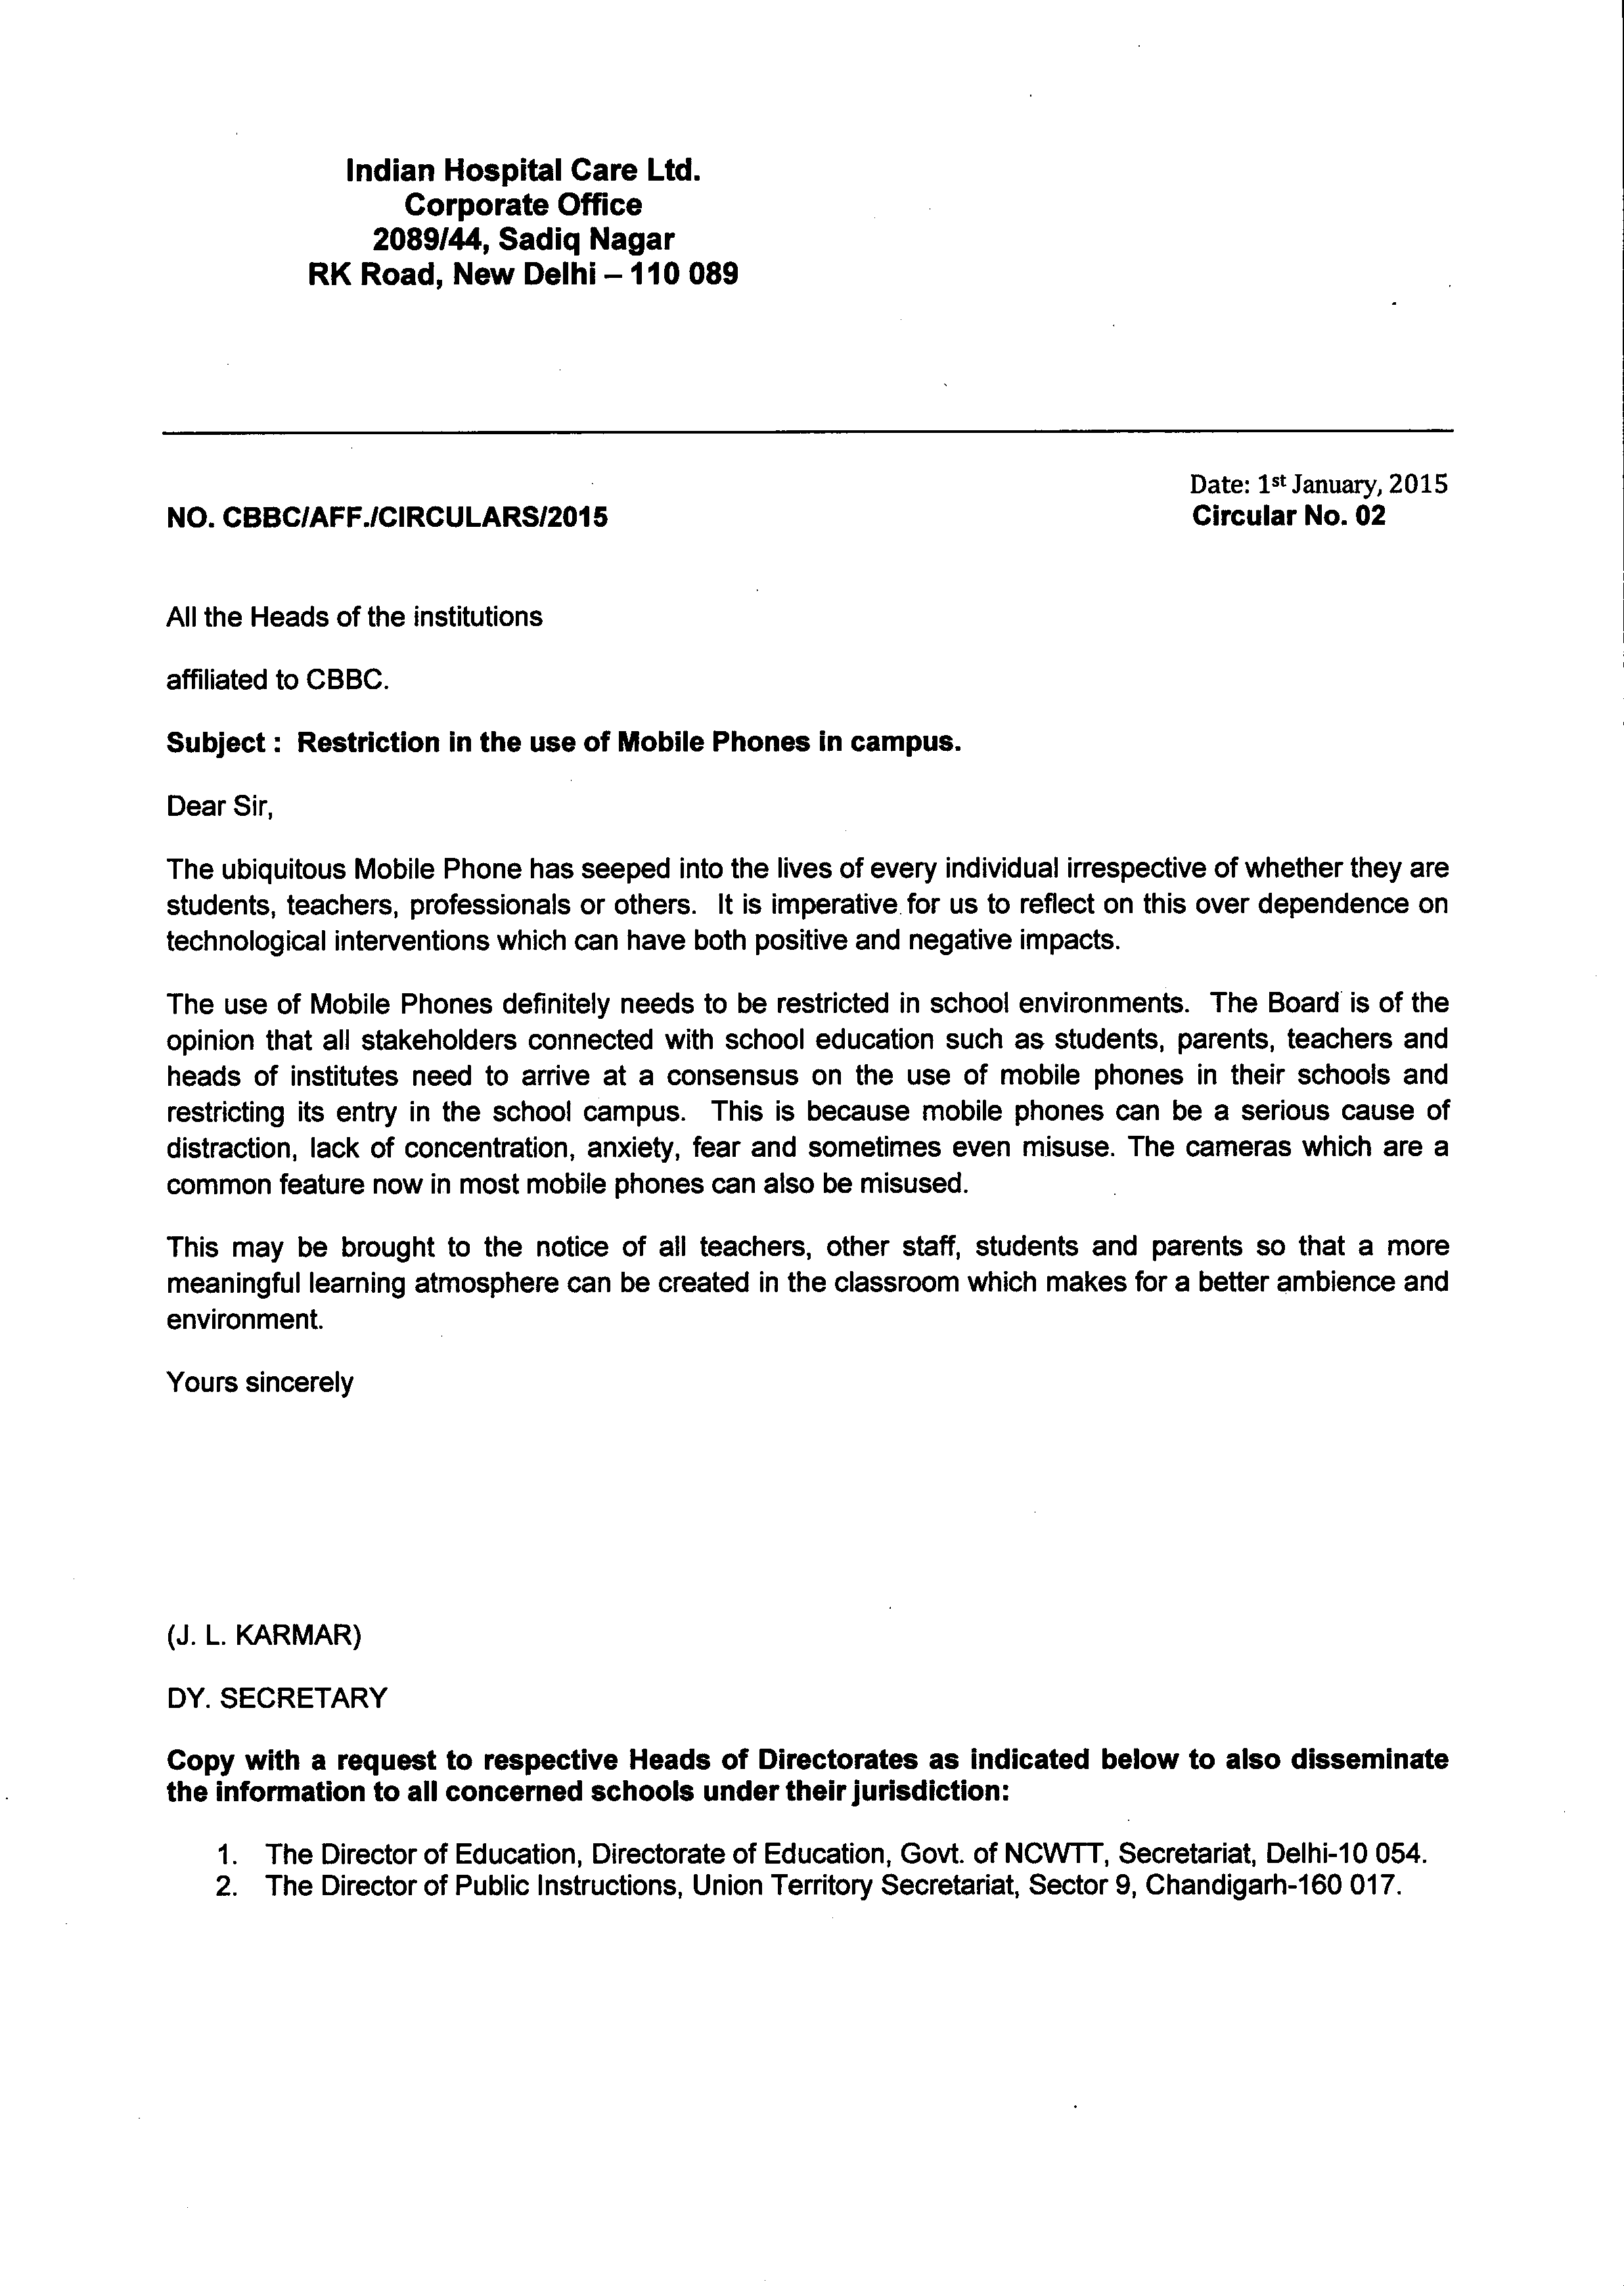 Indian Hospital Care Ltd.
Corporate Office
2089/44, Sadiq Nagar
RK Road, New Delhi – 110 089
Date: 1st January, 2015
NO. CBBC/AFF./CIRCULARS/2015
Circular No. 02
All the Heads of the institutions
affiliated to CBBC.
Subject : Restriction in the use of Mobile Phones in campus.
Dear Sir,
The ubiquitous Mobile Phone has seeped into the lives of every individual irrespective of whether they are
students, teachers, professionals or others. It is imperative for us to reflect on this over dependence on
technological interventions which can have both positive and negative impacts.
The use of Mobile Phones definitely needs to be restricted in school environments. The Board is of the
opinion that all stakeholders connected with school education such as students, parents, teachers and
heads of institutes need to arrive at a consensus on the use of mobile phones in their schools and
restricting its entry in the school campus. This is because mobile phones can be a serious cause of
distraction, lack of concentration, anxiety, fear and sometimes even misuse. The cameras which are a
common feature now in most mobile phones can also be misused.
This may be brought to the notice of all teachers, other staff, students and parents so that a more
meaningful learning atmosphere can be created in the classroom which makes for a better ambience and
environment.
Yours sincerely
(J. L. KARMAR)
DY. SECRETARY
Copy with a request to respective Heads of Directorates as indicated below to also disseminate
the information to all concerned schools under their jurisdiction:
1. The Director of Education, Directorate of Education, Govt. of NCWTT, Secretariat, Delhi-10 054.
2. The Director of Public Instructions, Union Territory Secretariat, Sector 9, Chandigarh-160 017.